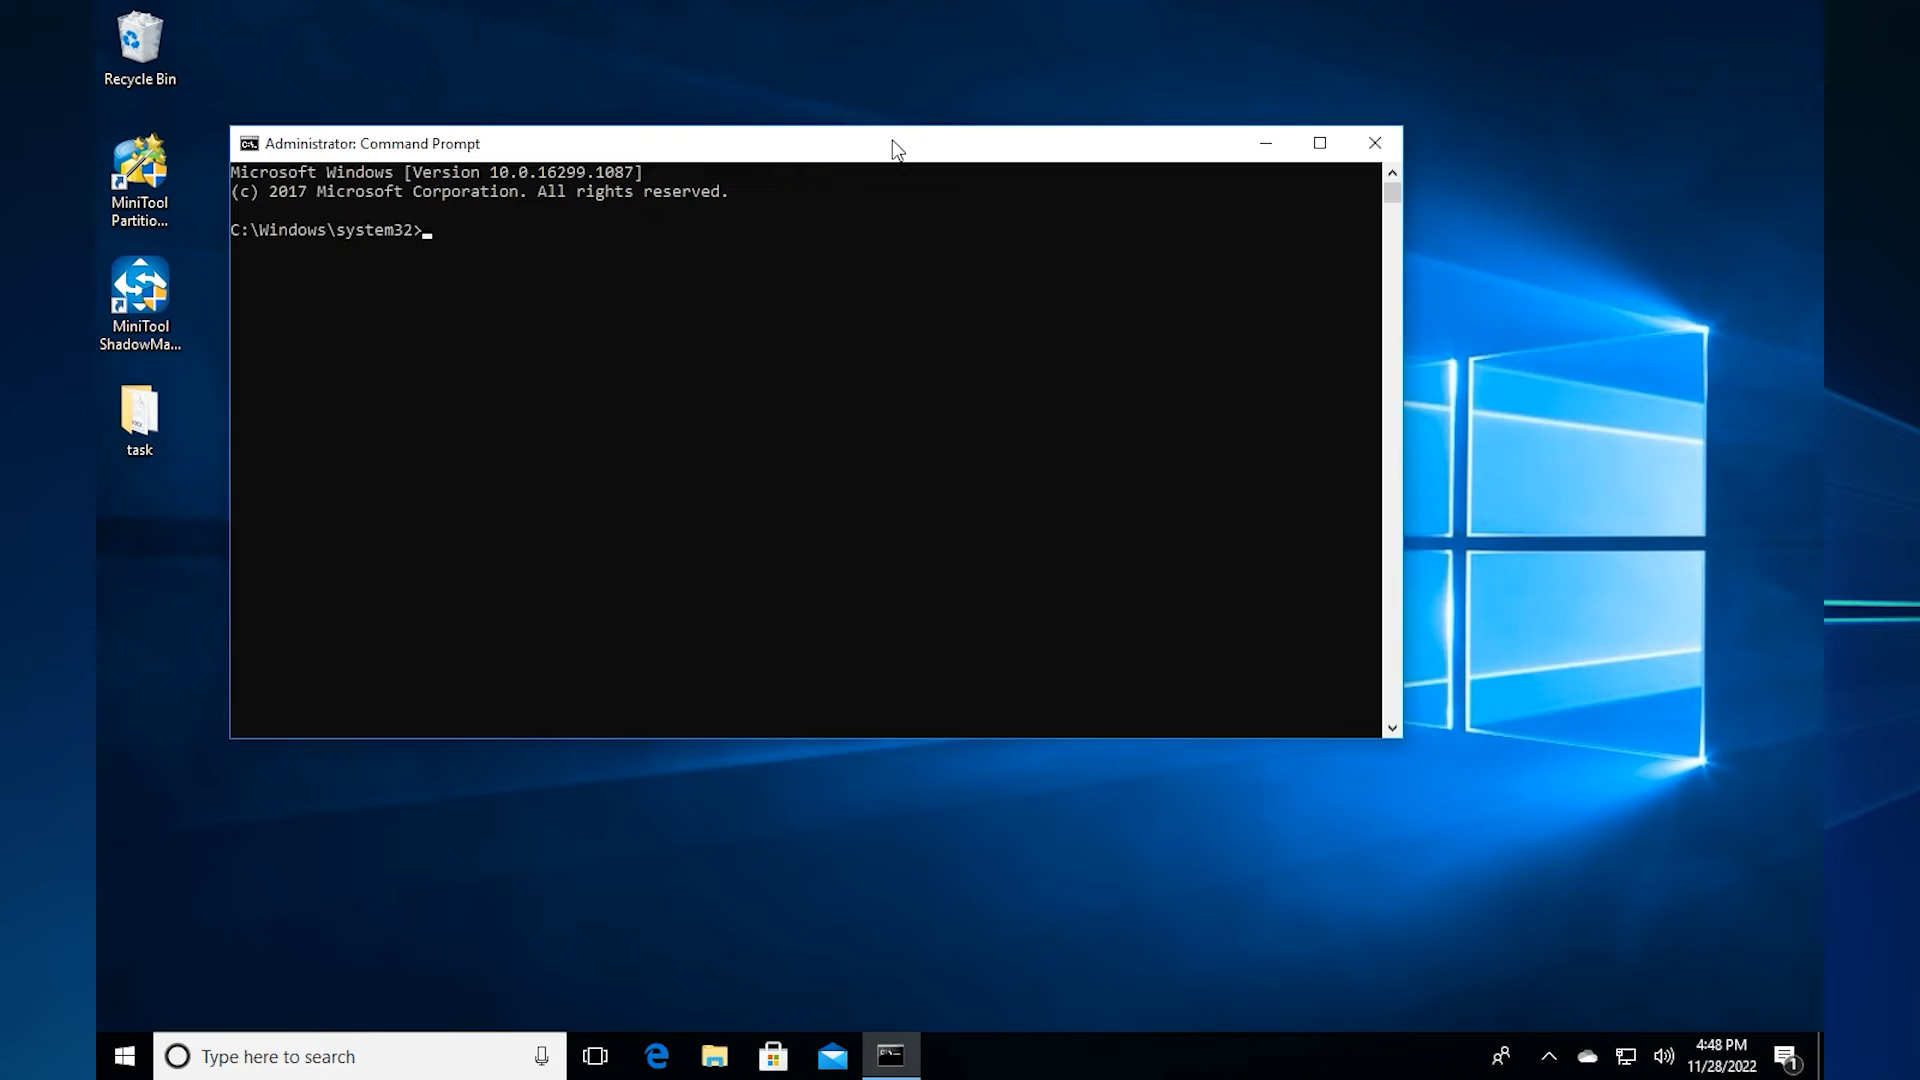 Recycle Bin
MiniTool
Partitio...
MiniTool
ShadowMa...
task
Administrator: Command Prompt
Microsoft Windows [Version 10.0.16299.1087]
(c) 2017 Microsoft Corporation. All rights reserved.
C:\Windows\system32>
Type here to search
4:48 PM
11/28/2022
1